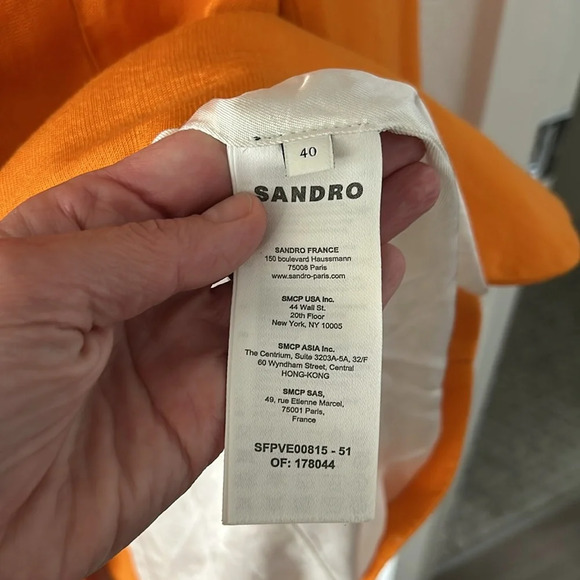 40
SANDRO
SANDRO FRANCE
150 boulevard Haussmann
75008 Paris
www.sandro-paris.com
SMCP USA Inc.
44 Wall St.
20th Floor
New York, NY 10005
SMCP ASIA Inc.
The Centrium, Suite 3203A-5A, 32/F
60 Wyndham Street, Central
HONG-KONG
SMCP SAS,
49, rue Etienne Marcel,
75001 Paris,
France
SFPVE00815 - 51
OF: 178044